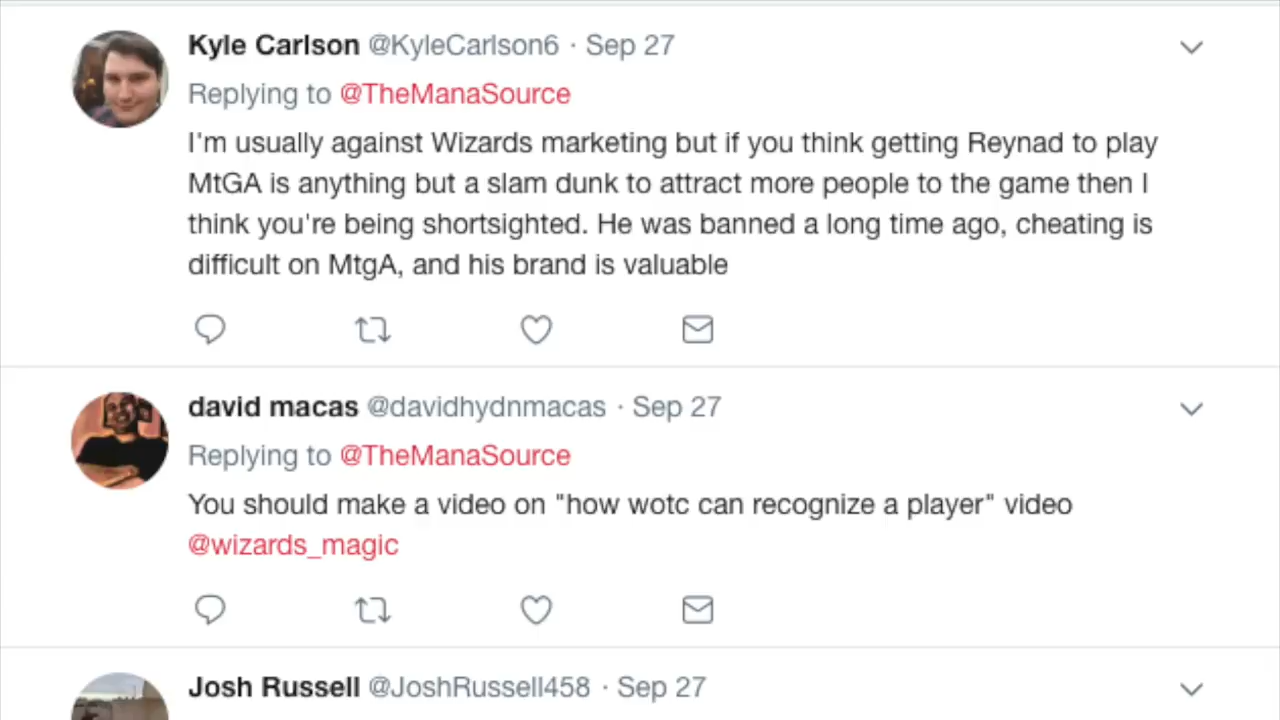 Kyle Carlson @KyleCarlson6 · Sep 27
Replying to @TheManaSource
I'm usually against Wizards marketing but if you think getting Reynad to play
MtGA is anything but a slam dunk to attract more people to the game then I
think you're being shortsighted. He was banned a long time ago, cheating is
difficult on MtgA, and his brand is valuable
david macas @davidhydnmacas · Sep 27
Replying to @TheManaSource
You should make a video on "how wotc can recognize a player" video
@wizards_magic
Josh Russell @JoshRussell458 · Sep 27